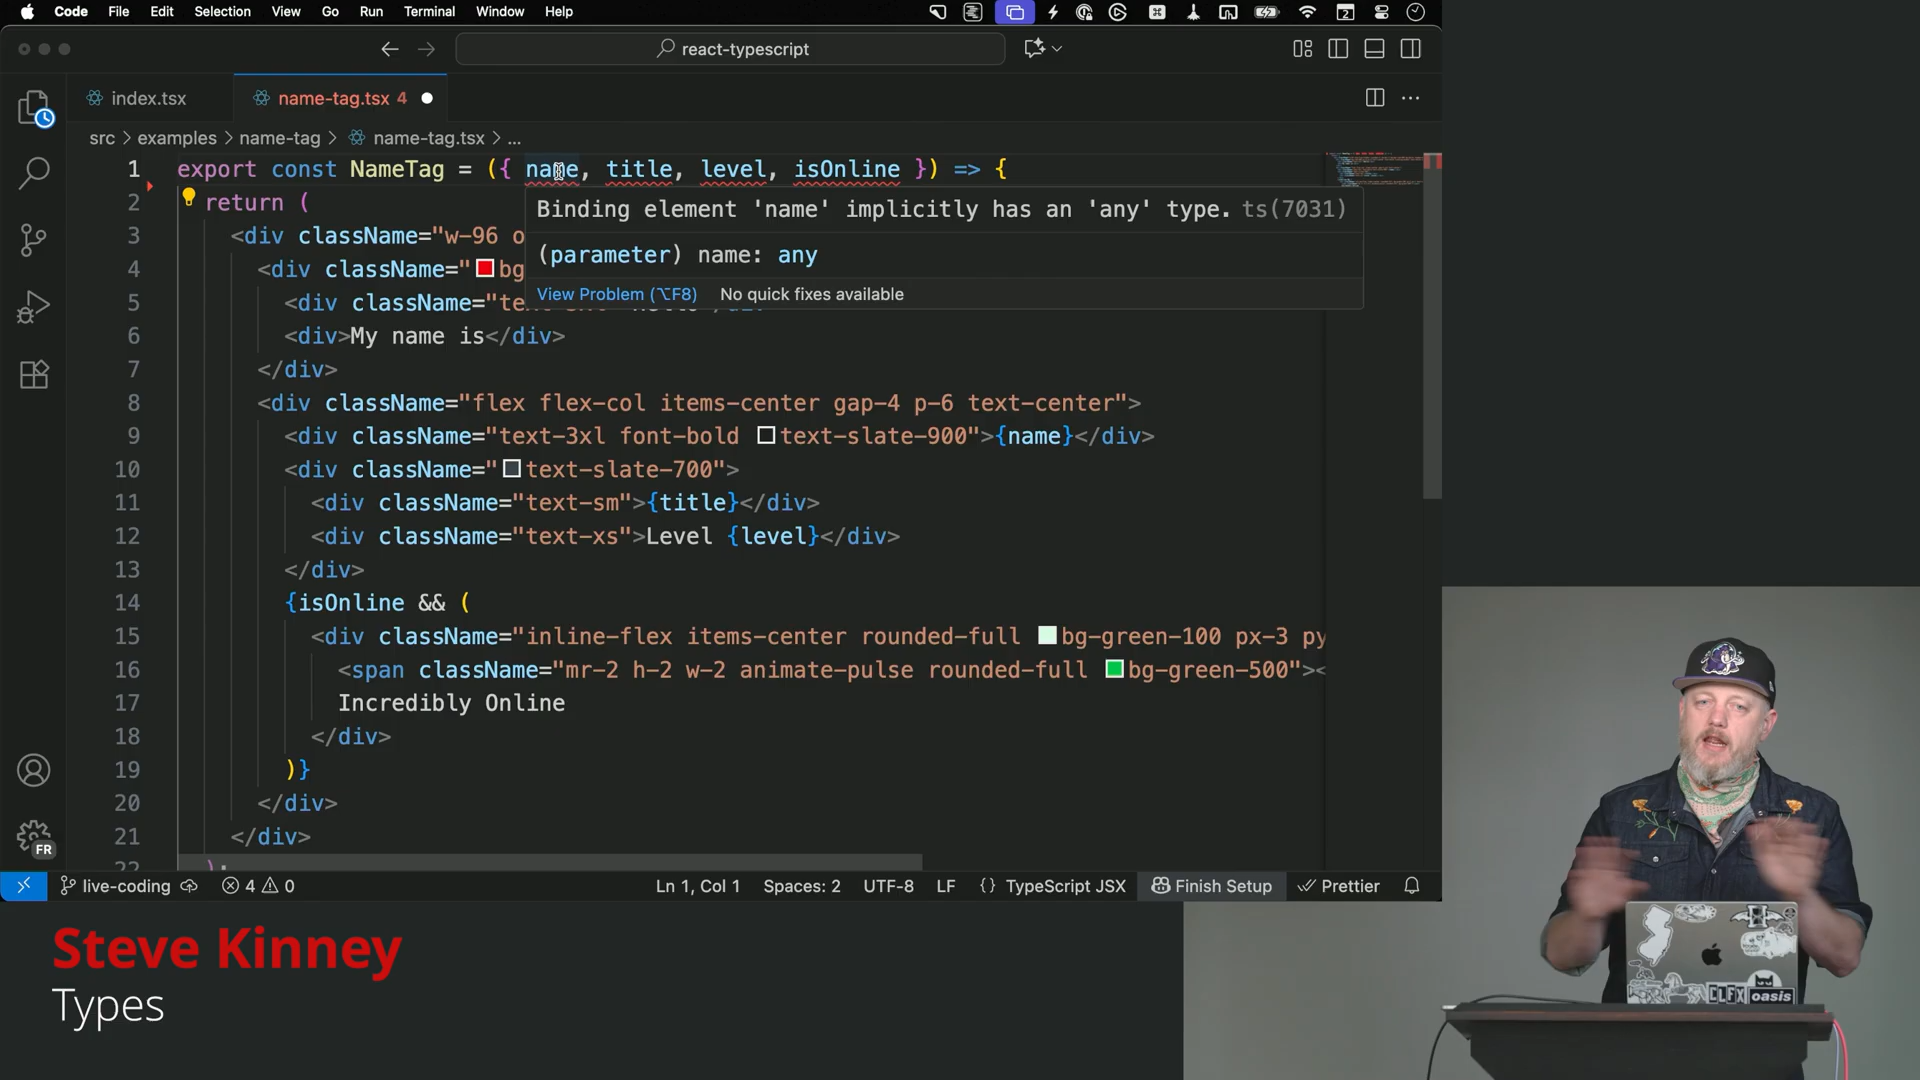 Code File Edit Selection View Go Run Terminal Window Help
react-typescript
index.tsx name-tag.tsx 4
src > examples > name-tag > name-tag.tsx > ...
1 export const NameTag = ({ name, title, level, isOnline }) => {
2 return (
Binding element 'name' implicitly has an 'any' type. ts(7031)
3 <div className="w-96 o
(parameter) name: any
4 <div className=" bg
View Problem (⌥F8) No quick fixes available
5 <div className="te
6 <div>My name is</div>
7 </div>
8 <div className="flex flex-col items-center gap-4 p-6 text-center">
9 <div className="text-3xl font-bold text-slate-900">{name}</div>
10 <div className=" text-slate-700">
11 <div className="text-sm">{title}</div>
12 <div className="text-xs">Level {level}</div>
13 </div>
14 {isOnline && (
15 <div className="inline-flex items-center rounded-full bg-green-100 px-3 py
16 <span className="mr-2 h-2 w-2 animate-pulse rounded-full bg-green-500"><
17 Incredibly Online
18 </div>
19 )}
20 </div>
21 </div>
22 );
FR
live-coding 4 0 Ln 1, Col 1 Spaces: 2 UTF-8 LF {} TypeScript JSX Finish Setup Prettier
Steve Kinney
Types
CLFX oasis